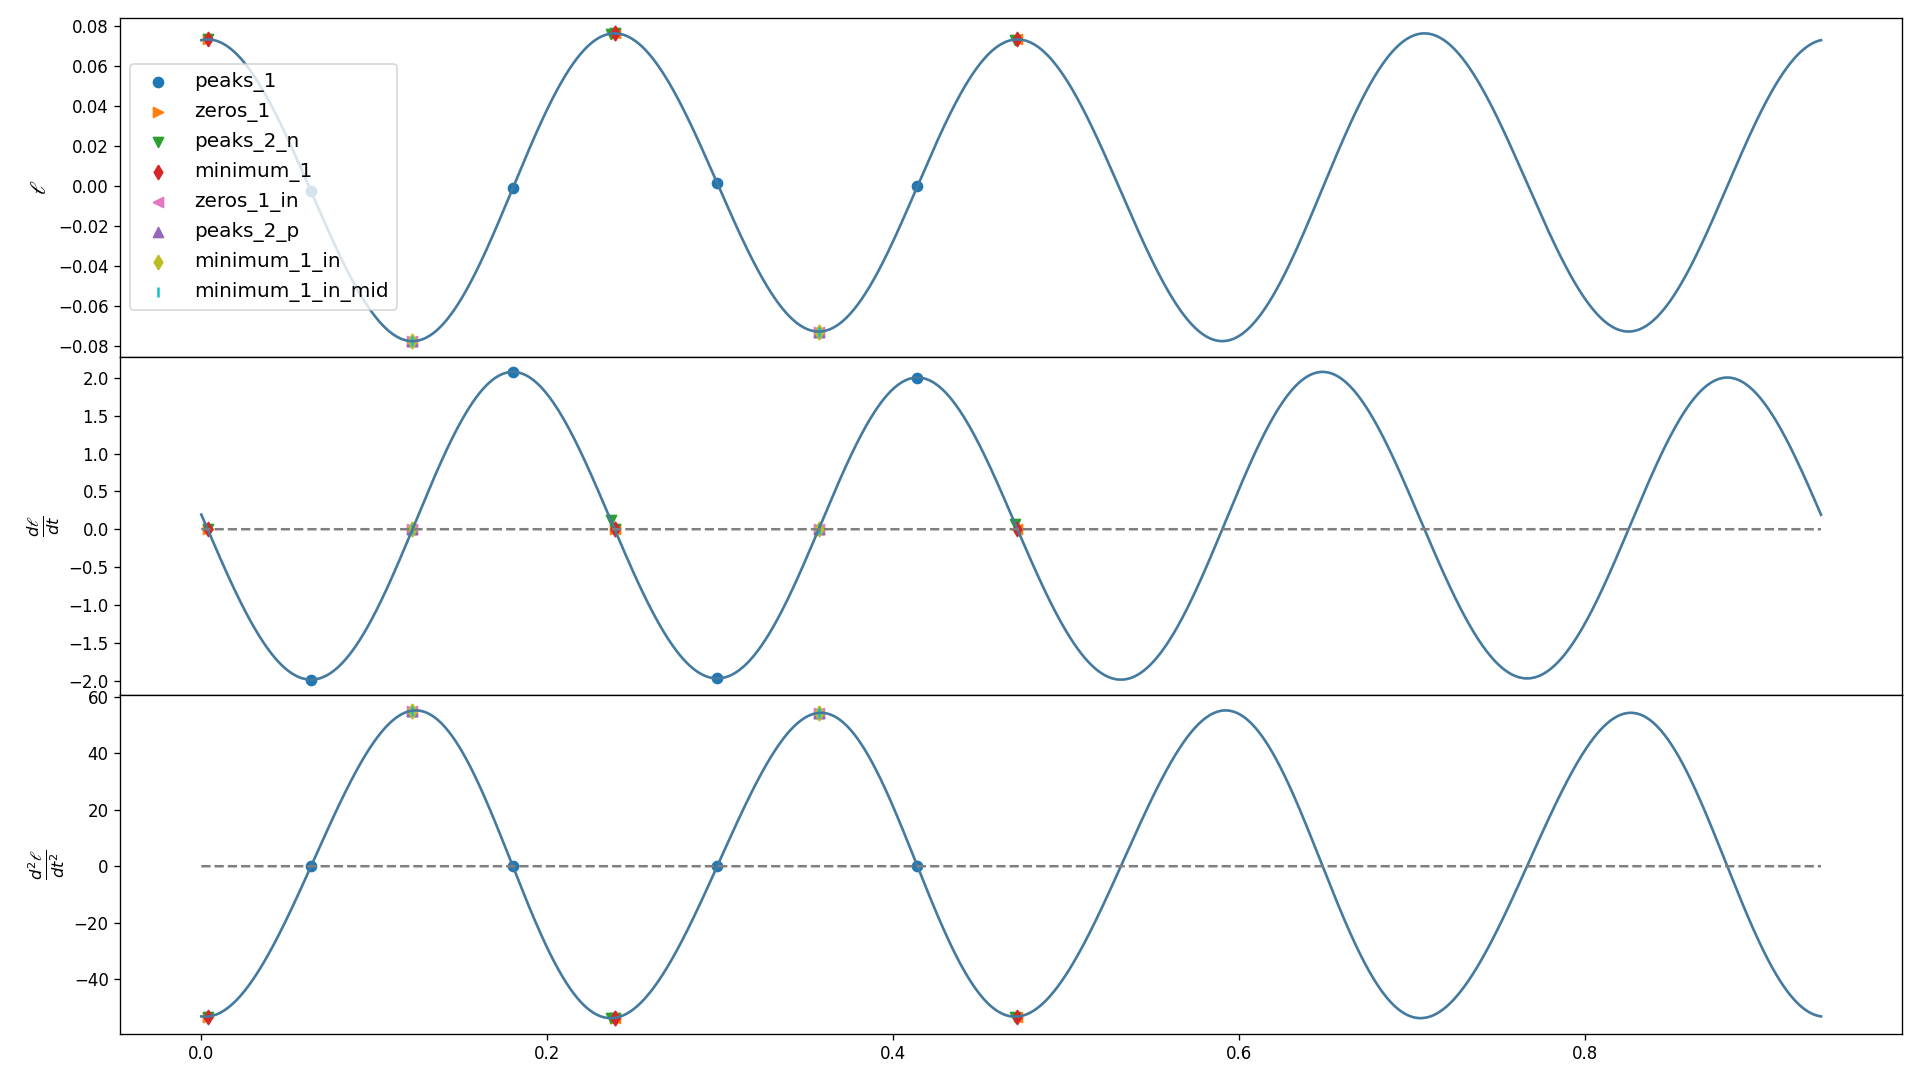 0.08
0.06
0.04
0.02
0.00
−0.02
−0.04
−0.06
−0.08
ℓ
peaks_1
zeros_1
peaks_2_n
minimum_1
zeros_1_in
peaks_2_p
minimum_1_in
minimum_1_in_mid
2.0
1.5
1.0
0.5
0.0
−0.5
−1.0
−1.5
−2.0
dℓ/dt
60
40
20
0
−20
−40
d²ℓ/dt²
0.0 0.2 0.4 0.6 0.8